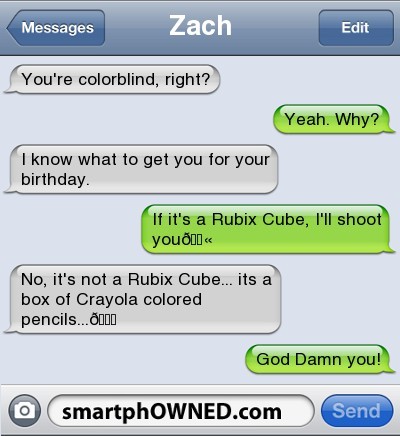 Messages
Zach
Edit
You're colorblind, right?
Yeah. Why?
I know what to get you for your
birthday.
If it's a Rubix Cube, I'll shoot
youð«
No, it's not a Rubix Cube... its a
box of Crayola colored
pencils...ð
God Damn you!
smartphOWNED.com
Send